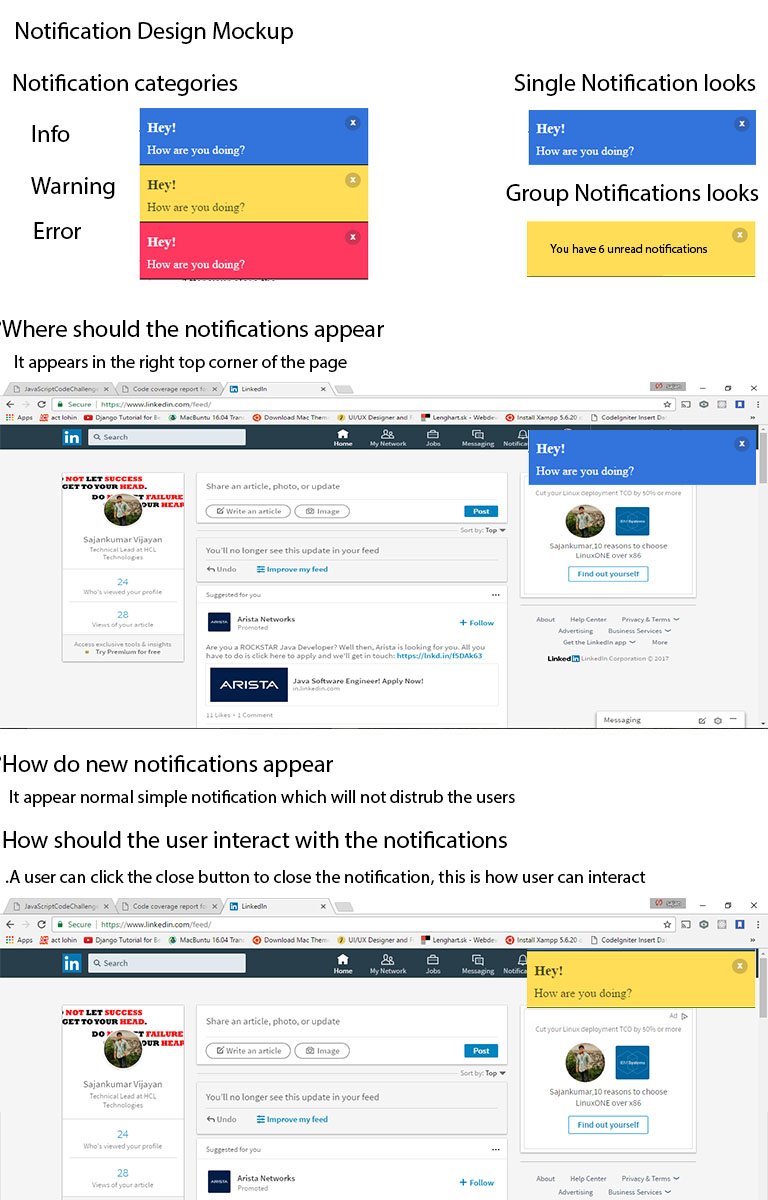 Notification Design Mockup
Notification categories
Single Notification looks
Info
Hey!
x
How are you doing?
Warning
Hey!
x
How are you doing?
Error
Hey!
x
How are you doing?
Hey!
x
How are you doing?
Group Notifications looks
You have 6 unread notifications
x
Where should the notifications appear
It appears in the right top corner of the page
JavaScriptCodeChalleng
Code coverage report fo
LinkedIn
Secure https://www.linkedin.com/feed/
Apps act lohin Django Tutorial for Be MacBuntu 16.04 Tran Download Mac Them UI/UX Designer and F Lenghart.sk - Webdev Install Xampp 5.6.20 CodeIgniter Insert Dat »
in Search Home My Network Jobs Messaging Notifica
Hey!
x
How are you doing?
NOT LET SUCCESS
GET TO YOUR HEAD.
DO FAILURE
OUR HEAR
Sajankumar Vijayan
Technical Lead at HCL
Technologies
24
Who's viewed your profile
28
Views of your article
Access exclusive tools & insights
Try Premium for free
Share an article, photo, or update
Write an article Image Post
Sort by: Top
You'll no longer see this update in your feed
Undo Improve my feed
Suggested for you
ARISTA Arista Networks + Follow
Promoted
Are you a ROCKSTAR Java Developer? Well then, Arista is looking for you. All you
have to do is click here to apply and we'll get in touch: https://lnkd.in/fSDAk63
ARISTA Java Software Engineer! Apply Now!
in.linkedin.com
11 Likes • 1 Comment
Cut your Linux deployment TCO by 50% or more
Sajankumar,10 reasons to choose
LinuxONE over x86
Find out yourself
About Help Center Privacy & Terms
Advertising Business Services
Get the LinkedIn app More
Linked in LinkedIn Corporation © 2017
Messaging
How do new notifications appear
It appear normal simple notification which will not distrub the users
How should the user interact with the notifications
.A user can click the close button to close the notification, this is how user can interact
JavaScriptCodeChalleng
Code coverage report fo
LinkedIn
Secure https://www.linkedin.com/feed/
Apps act lohin Django Tutorial for Be MacBuntu 16.04 Tran Download Mac Them UI/UX Designer and F Lenghart.sk - Webdev Install Xampp 5.6.20 CodeIgniter Insert Dat »
in Search Home My Network Jobs Messaging Notifica
Hey!
x
How are you doing?
NOT LET SUCCESS
GET TO YOUR HEAD.
DO T FAILURE
OUR HEAR
Sajankumar Vijayan
Technical Lead at HCL
Technologies
24
Who's viewed your profile
28
Views of your article
Share an article, photo, or update
Write an article Image Post
Sort by: Top
You'll no longer see this update in your feed
Undo Improve my feed
Suggested for you
ARISTA Arista Networks + Follow
Promoted
Ad
Cut your Linux deployment TCO by 50% or more
Sajankumar,10 reasons to choose
LinuxONE over x86
Find out yourself
About Help Center Privacy & Terms
Advertising Business Services